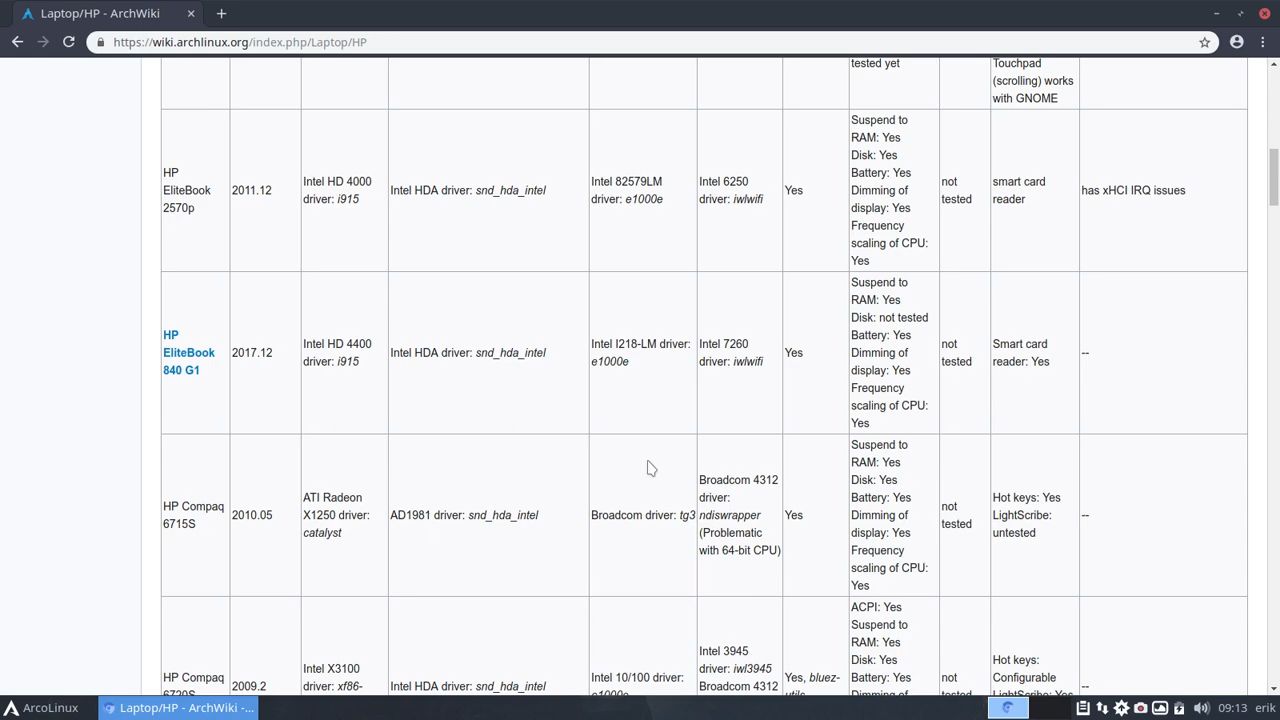 Laptop/HP - ArchWiki
https://wiki.archlinux.org/index.php/Laptop/HP
tested yet
Touchpad
(scrolling) works
with GNOME
HP
EliteBook
2570p
2011.12
Intel HD 4000
driver: i915
Intel HDA driver: snd_hda_intel
Intel 82579LM
driver: e1000e
Intel 6250
driver: iwlwifi
Yes
Suspend to
RAM: Yes
Disk: Yes
Battery: Yes
Dimming of
display: Yes
Frequency
scaling of CPU:
Yes
not
tested
smart card
reader
has xHCI IRQ issues
HP
EliteBook
840 G1
2017.12
Intel HD 4400
driver: i915
Intel HDA driver: snd_hda_intel
Intel I218-LM driver:
e1000e
Intel 7260
driver: iwlwifi
Yes
Suspend to
RAM: Yes
Disk: not tested
Battery: Yes
Dimming of
display: Yes
Frequency
scaling of CPU:
Yes
not
tested
Smart card
reader: Yes
--
HP Compaq
6715S
2010.05
ATI Radeon
X1250 driver:
catalyst
AD1981 driver: snd_hda_intel
Broadcom driver: tg3
Broadcom 4312
driver:
ndiswrapper
(Problematic
with 64-bit CPU)
Yes
Suspend to
RAM: Yes
Disk: Yes
Battery: Yes
Dimming of
display: Yes
Frequency
scaling of CPU:
Yes
not
tested
Hot keys: Yes
LightScribe:
untested
--
HP Compaq
6720S
2009.2
Intel X3100
driver: xf86-
Intel HDA driver: snd_hda_intel
Intel 10/100 driver:
e1000e
Intel 3945
driver: iwl3945
Broadcom 4312
Yes, bluez-
utils
ACPI: Yes
Suspend to
RAM: Yes
Disk: Yes
Battery: Yes
Dimming of
not
tested
Hot keys:
Configurable
LightScribe: Yes
--
ArcoLinux
Laptop/HP - ArchWiki -...
09:13
erik